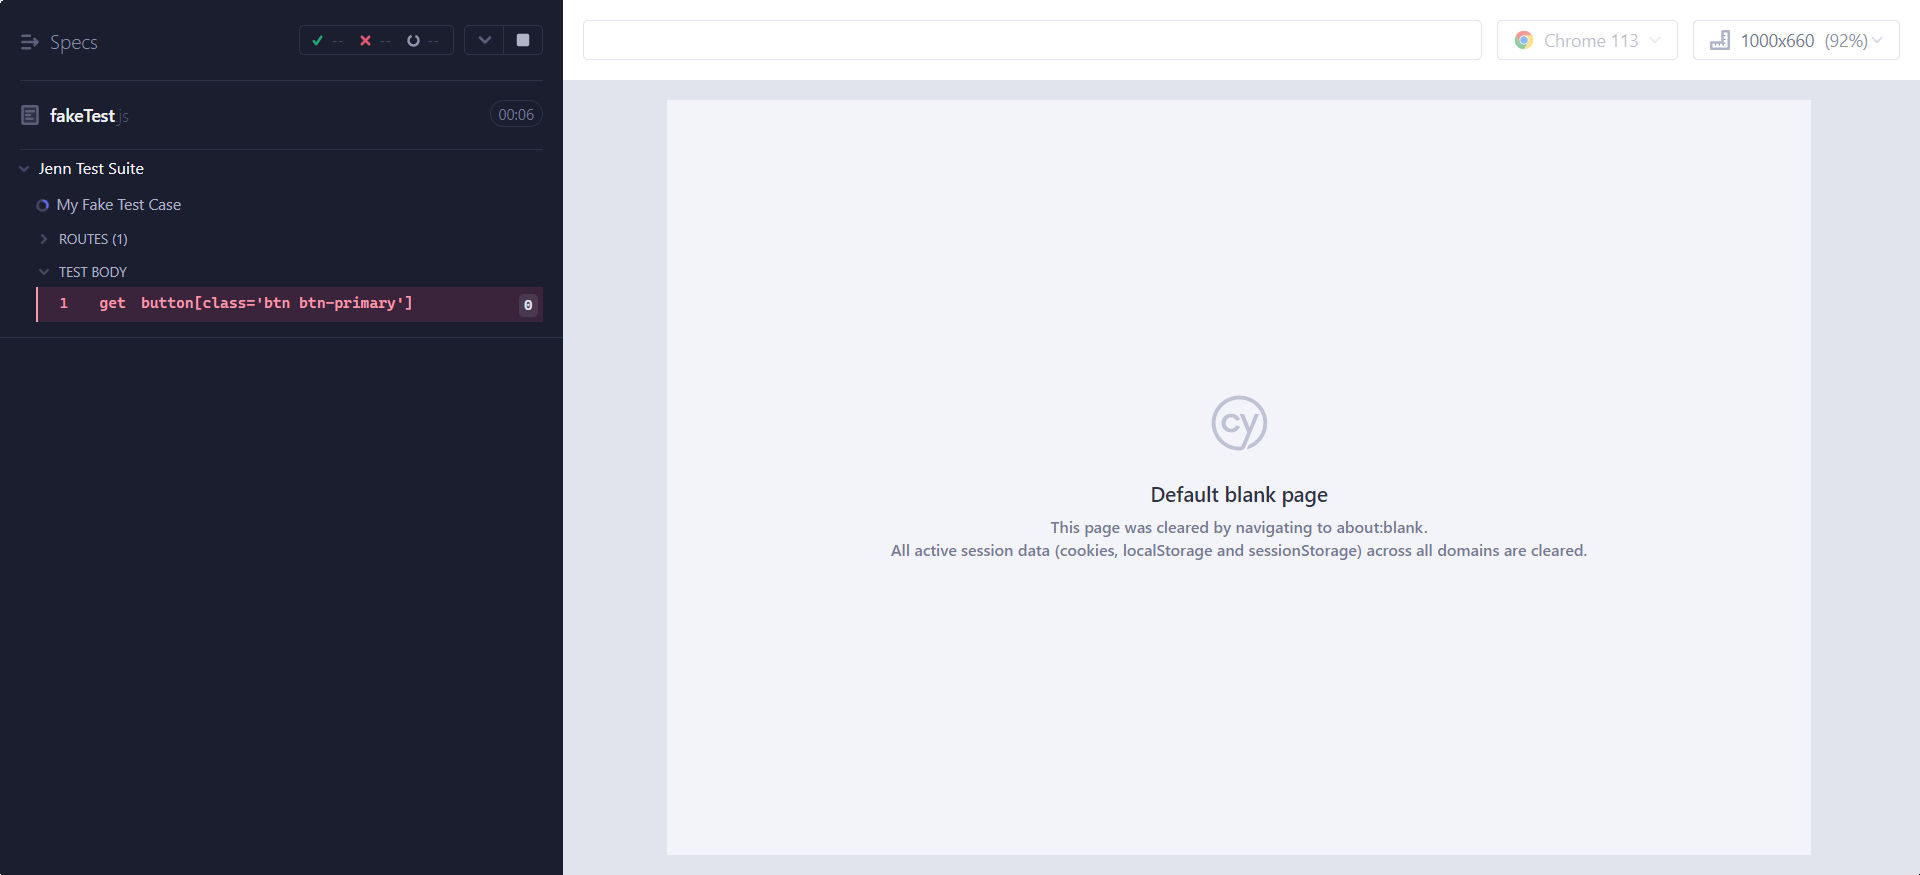 Specs
-- -- --
fakeTest.js
00:06
Jenn Test Suite
My Fake Test Case
ROUTES (1)
TEST BODY
1 get button[class='btn btn-primary'] 0
Chrome 113
1000x660 (92%)
cy
Default blank page
This page was cleared by navigating to about:blank.
All active session data (cookies, localStorage and sessionStorage) across all domains are cleared.